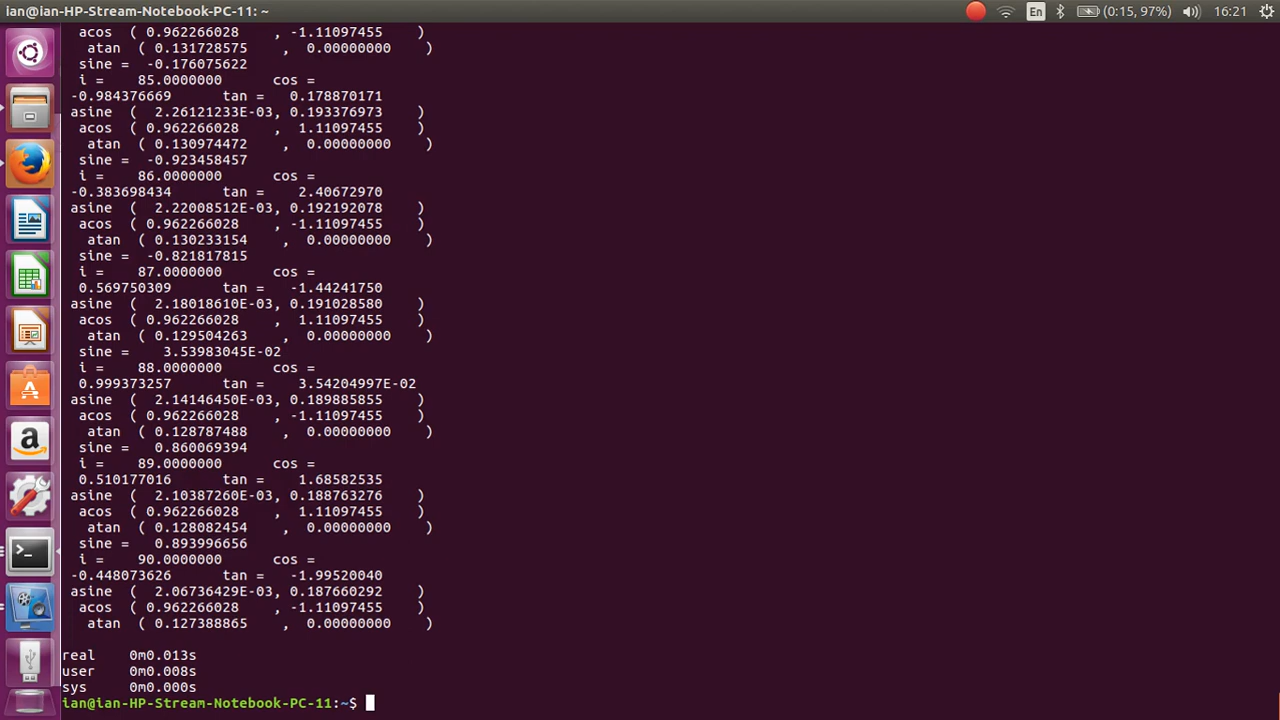 ian@ian-HP-Stream-Notebook-PC-11: ~ En (0:15, 97%) 16:21
acos ( 0.962266028 , -1.11097455 )
atan ( 0.131728575 , 0.00000000 )
sine = -0.176075622
i = 85.0000000 cos =
-0.984376669 tan = 0.178870171
asine ( 2.26121233E-03, 0.193376973 )
acos ( 0.962266028 , 1.11097455 )
atan ( 0.130974472 , 0.00000000 )
sine = -0.923458457
i = 86.0000000 cos =
-0.383698434 tan = 2.40672970
asine ( 2.22008512E-03, 0.192192078 )
acos ( 0.962266028 , -1.11097455 )
atan ( 0.130233154 , 0.00000000 )
sine = -0.821817815
i = 87.0000000 cos =
0.569750309 tan = -1.44241750
asine ( 2.18018610E-03, 0.191028580 )
acos ( 0.962266028 , 1.11097455 )
atan ( 0.129504263 , 0.00000000 )
sine = 3.53983045E-02
i = 88.0000000 cos =
0.999373257 tan = 3.54204997E-02
asine ( 2.14146450E-03, 0.189885855 )
acos ( 0.962266028 , -1.11097455 )
atan ( 0.128787488 , 0.00000000 )
sine = 0.860069394
i = 89.0000000 cos =
0.510177016 tan = 1.68582535
asine ( 2.10387260E-03, 0.188763276 )
acos ( 0.962266028 , 1.11097455 )
atan ( 0.128082454 , 0.00000000 )
sine = 0.893996656
i = 90.0000000 cos =
-0.448073626 tan = -1.99520040
asine ( 2.06736429E-03, 0.187660292 )
acos ( 0.962266028 , -1.11097455 )
atan ( 0.127388865 , 0.00000000 )
real 0m0.013s
user 0m0.008s
sys 0m0.000s
ian@ian-HP-Stream-Notebook-PC-11:~$